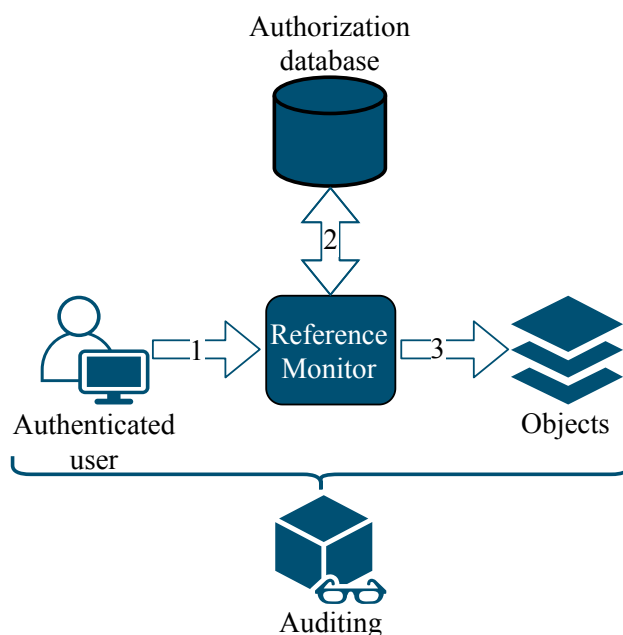 Authorization
database
2
1
Reference
Monitor
3
Authenticated
user
Objects
Auditing